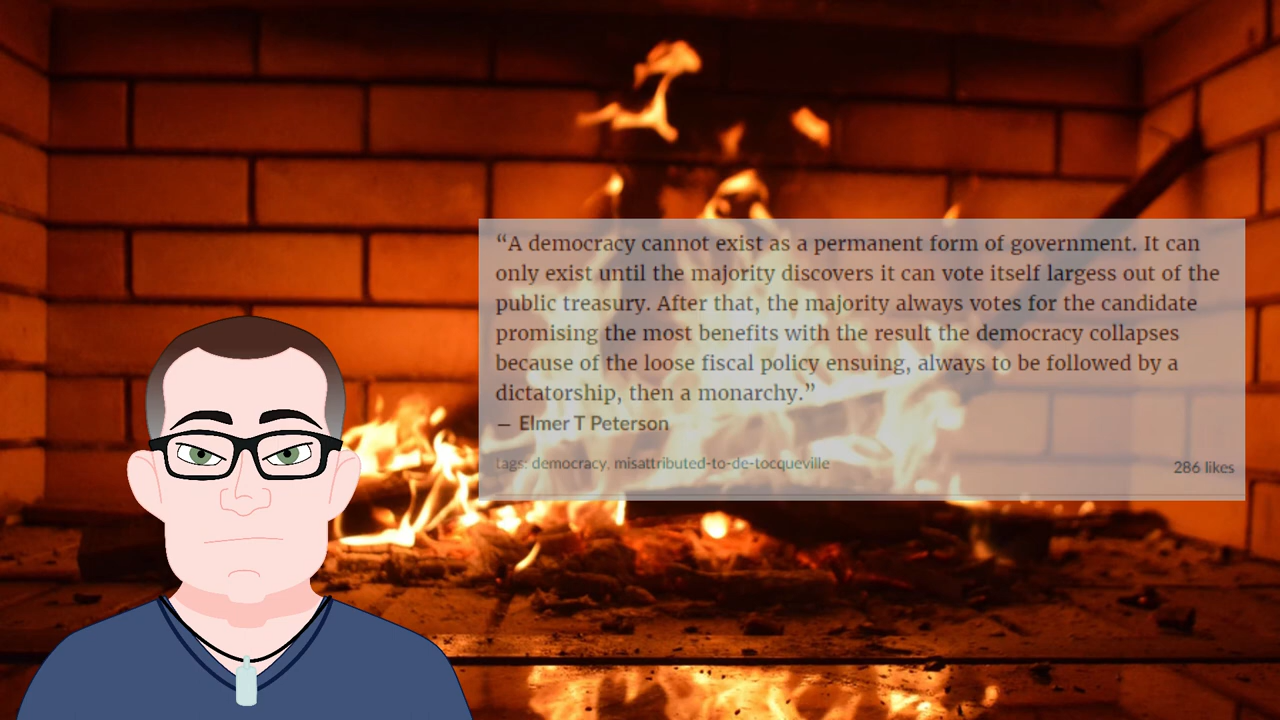 “A democracy cannot exist as a permanent form of government. It can
only exist until the majority discovers it can vote itself largess out of the
public treasury. After that, the majority always votes for the candidate
promising the most benefits with the result the democracy collapses
because of the loose fiscal policy ensuing, always to be followed by a
dictatorship, then a monarchy.”
― Elmer T Peterson
tags: democracy, misattributed-to-de-tocqueville
286 likes